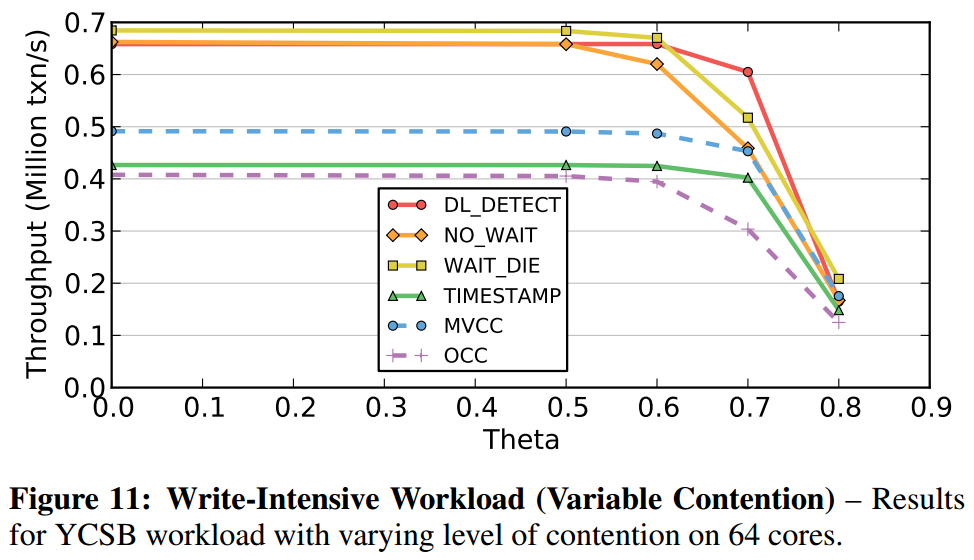 0.7
0.6
0.5
0.4
0.3
0.2
0.1
0.0
Throughput (Million txn/s)
DL_DETECT
NO_WAIT
WAIT_DIE
TIMESTAMP
MVCC
OCC
0.0 0.1 0.2 0.3 0.4 0.5 0.6 0.7 0.8 0.9
Theta
Figure 11: Write-Intensive Workload (Variable Contention) – Results
for YCSB workload with varying level of contention on 64 cores.